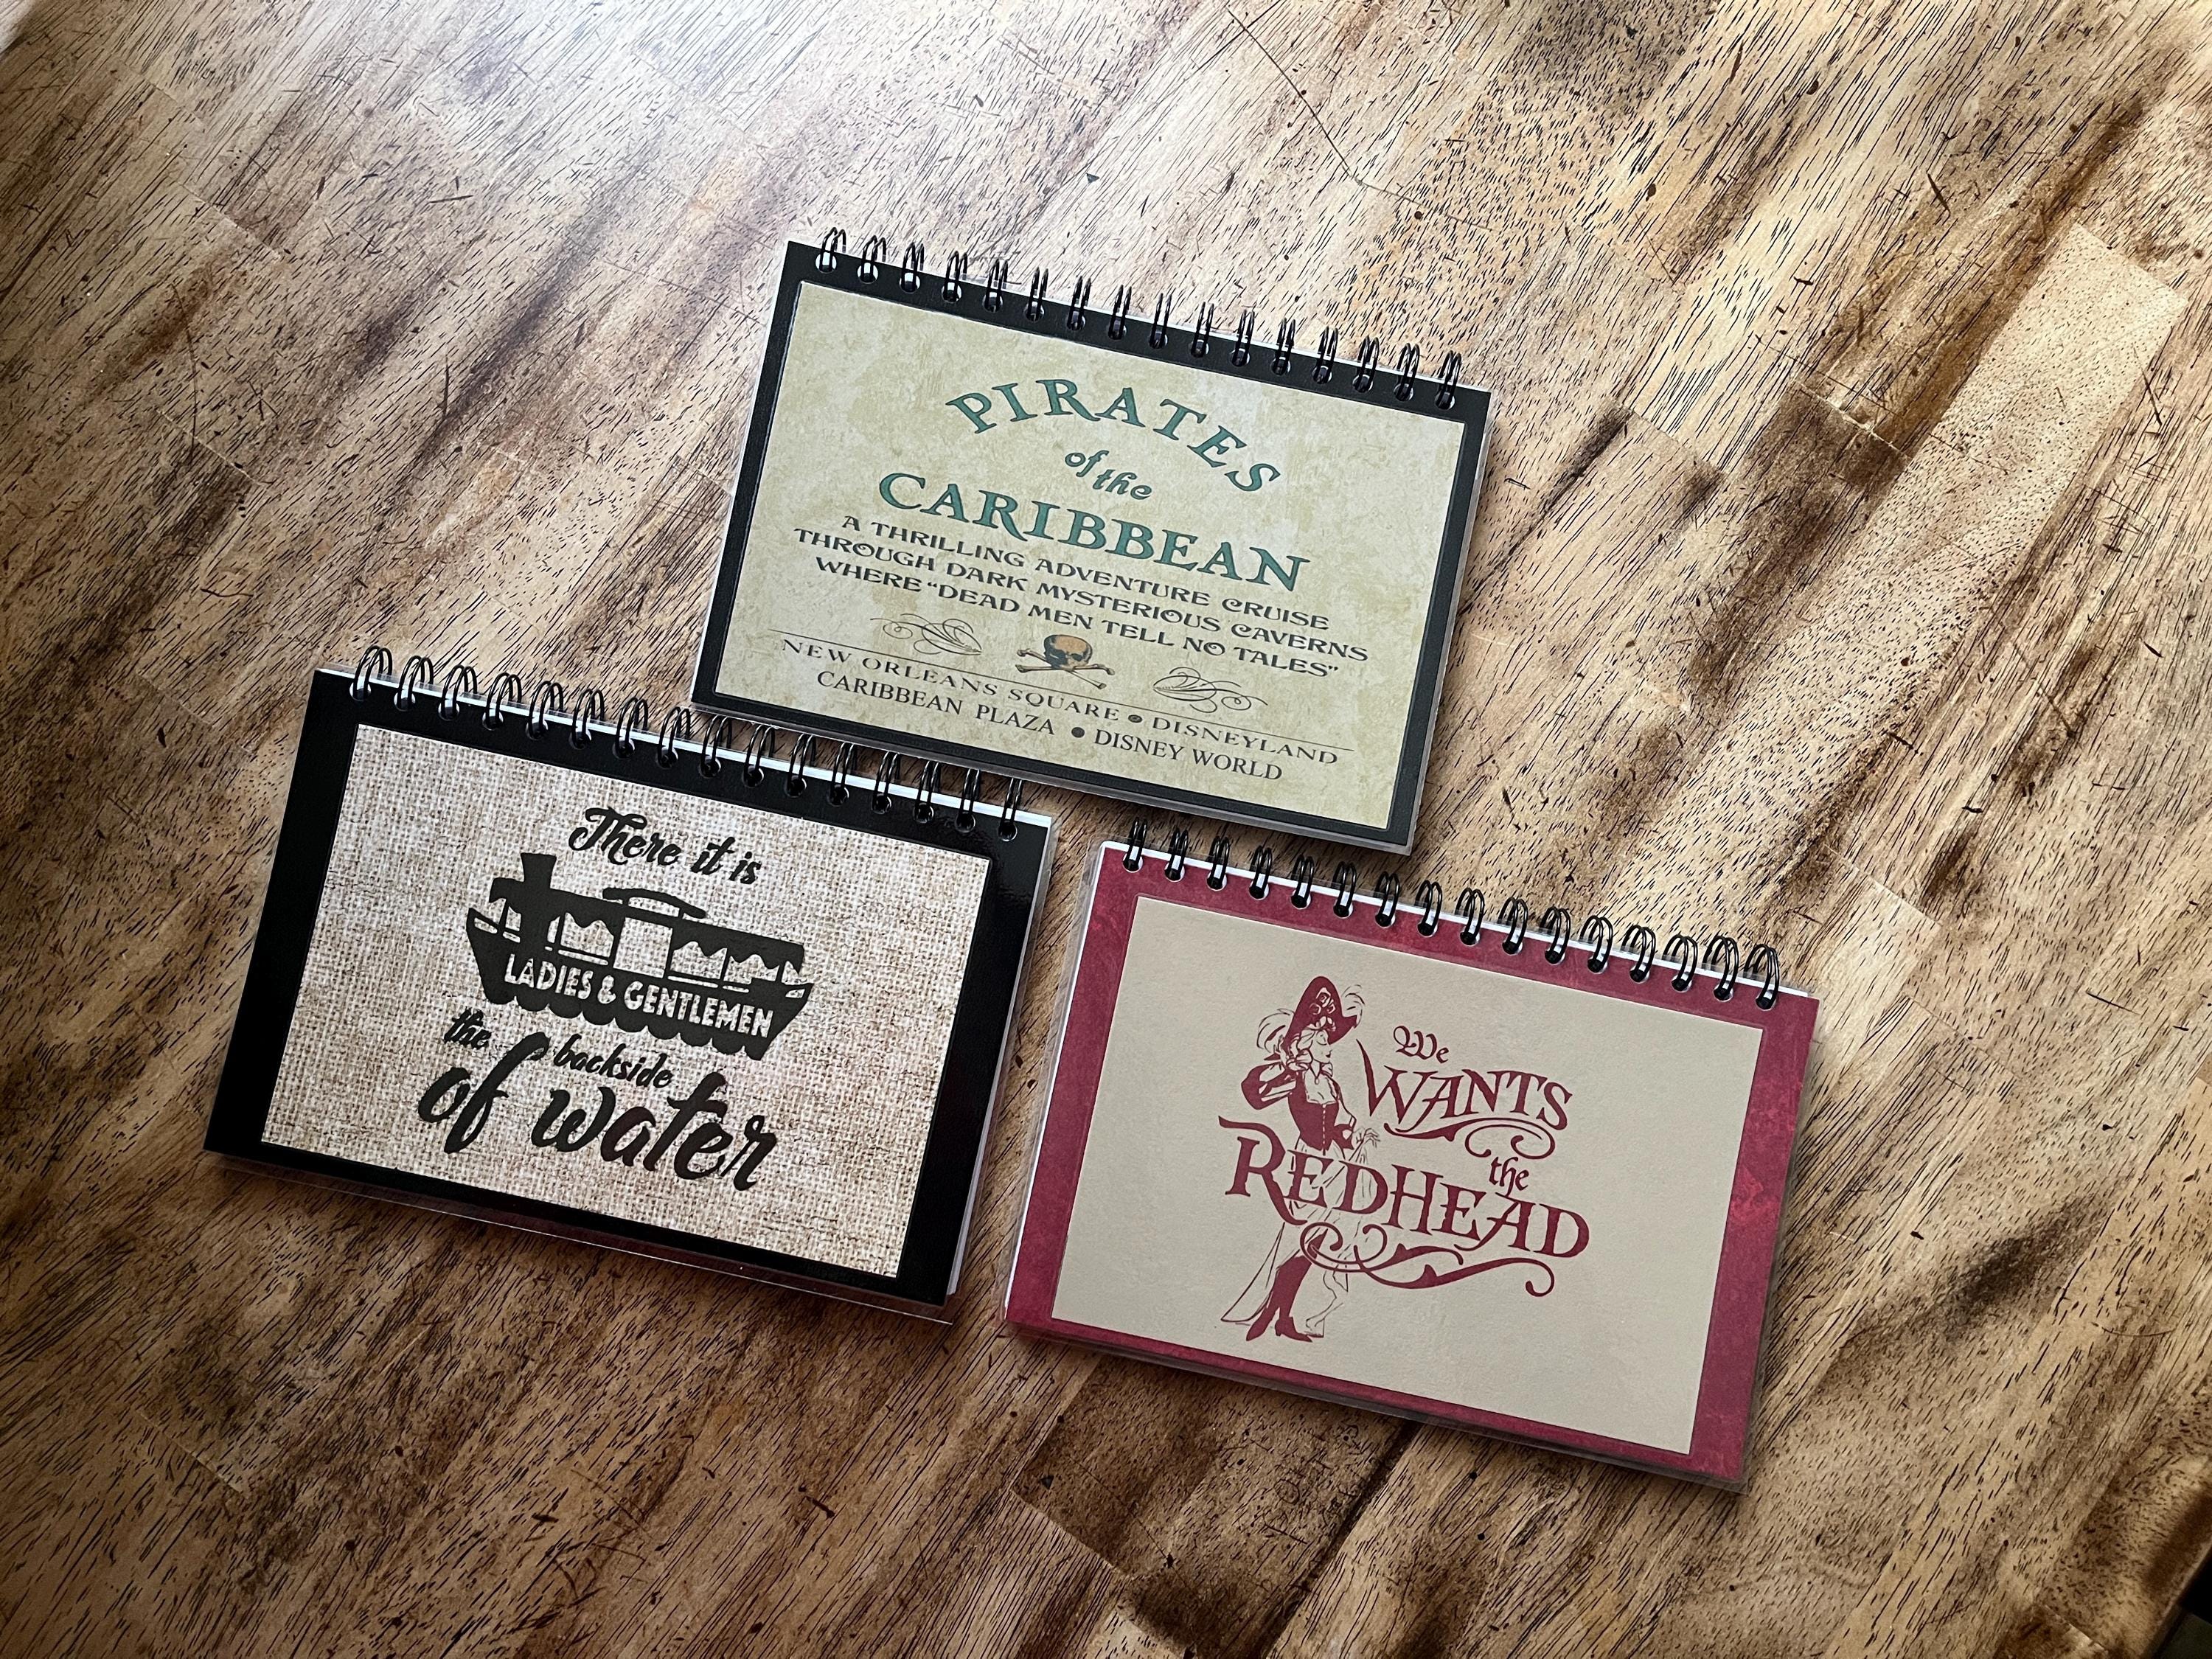 PIRATES
of the
CARIBBEAN
A THRILLING ADVENTURE CRUISE
THROUGH DARK MYSTERIOUS CAVERNS
WHERE "DEAD MEN TELL NO TALES"
NEW ORLEANS SQUARE ● DISNEYLAND
CARIBBEAN PLAZA ● DISNEY WORLD
There it is
LADIES & GENTLEMEN
the backside
of water
We
WANTS
the
REDHEAD